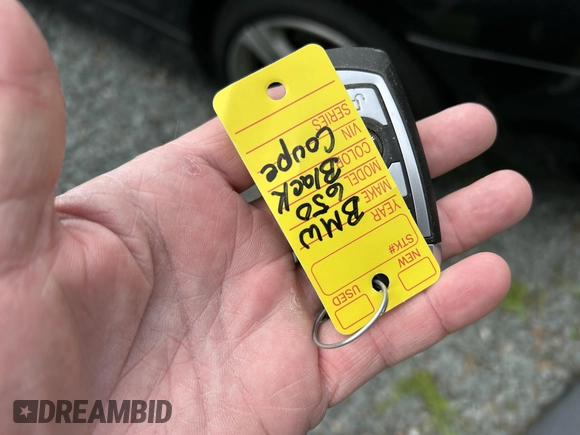 NEW
USED
STK#
YEAR
MAKE BMW
MODEL 650
COLOR Black
VIN Coupe
SERIES
DREAMBID